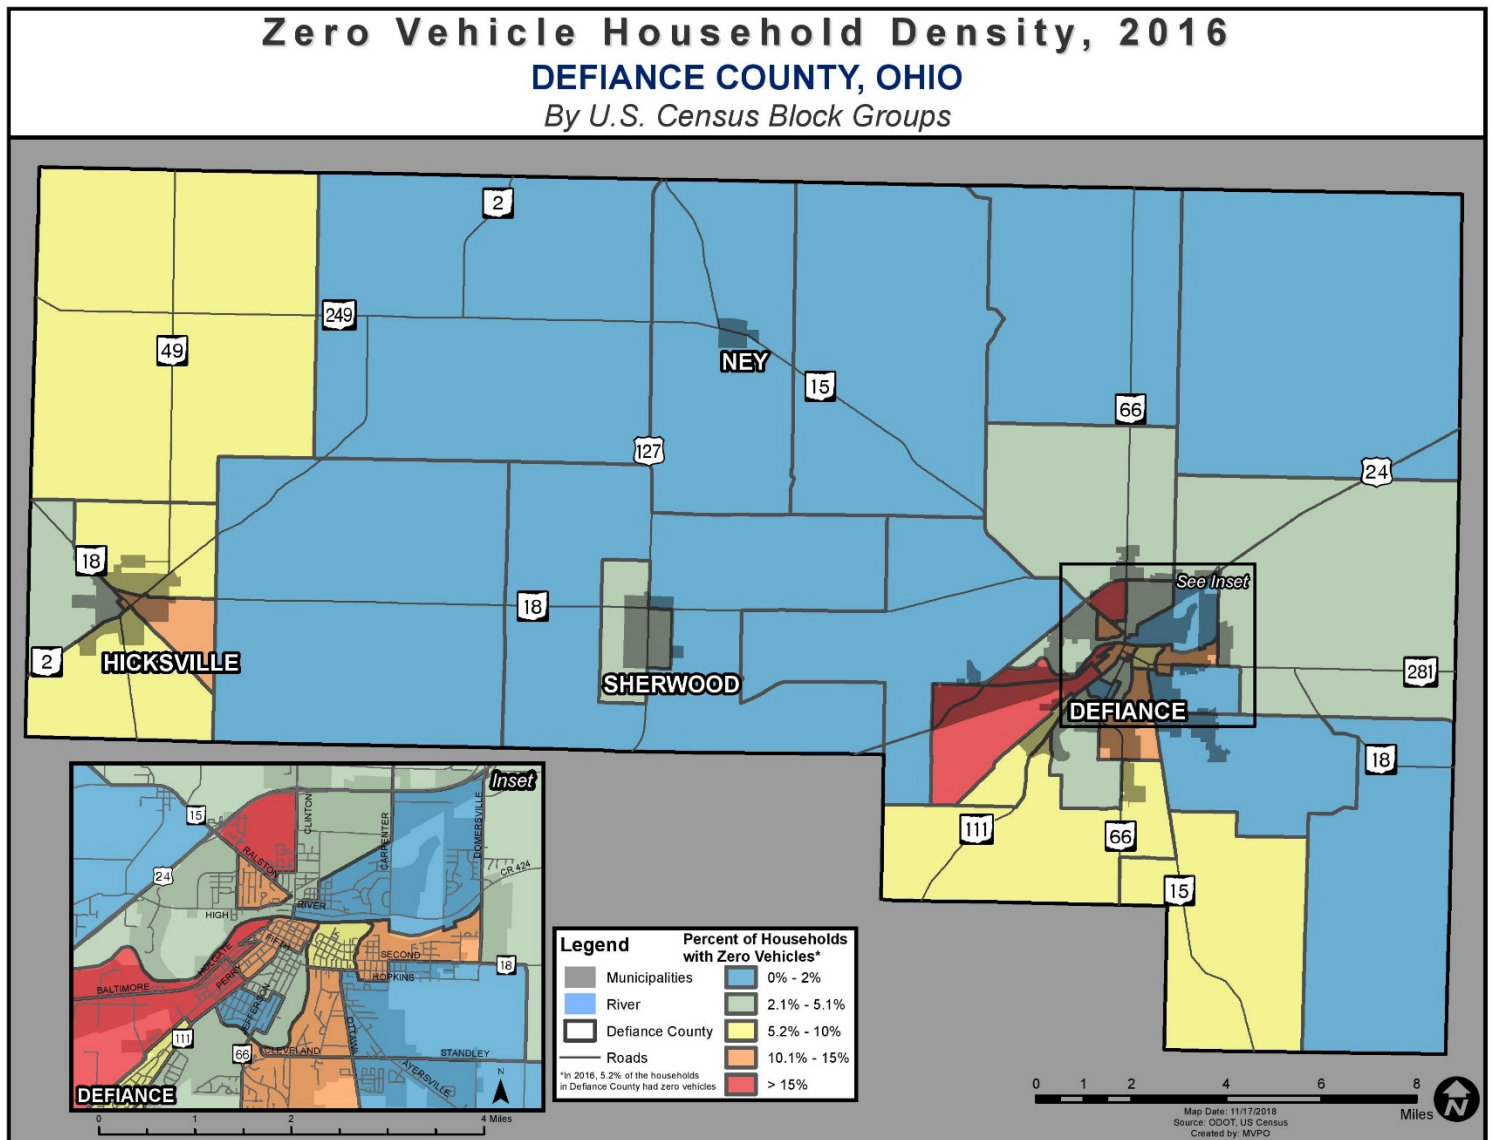 Zero Vehicle Household Density, 2016
DEFIANCE COUNTY, OHIO
By U.S. Census Block Groups
2
249
49
NEY
15
66
127
24
18
See Inset
18
2
HICKSVILLE
SHERWOOD
281
DEFIANCE
18
111
66
15
Inset
15
CLINTON
CARPENTER
DOMERSVILLE
RALSTON
24
CR 424
HIGH
RIVER
FIFTH
HOLGATE
SECOND
18
PERRY
HOPKINS
BALTIMORE
JEFFERSON
OTTAWA
111
66
CLEVELAND
STANDLEY
AYERSVILLE
N
DEFIANCE
0 1 2 4 Miles
Legend
Percent of Households
with Zero Vehicles*
Municipalities
0% - 2%
River
2.1% - 5.1%
Defiance County
5.2% - 10%
Roads
10.1% - 15%
*In 2016, 5.2% of the households
in Defiance County had zero vehicles
> 15%
0 1 2 4 6 8
Miles
N
Map Date: 11/17/2018
Source: ODOT, US Census
Created by: MVPO